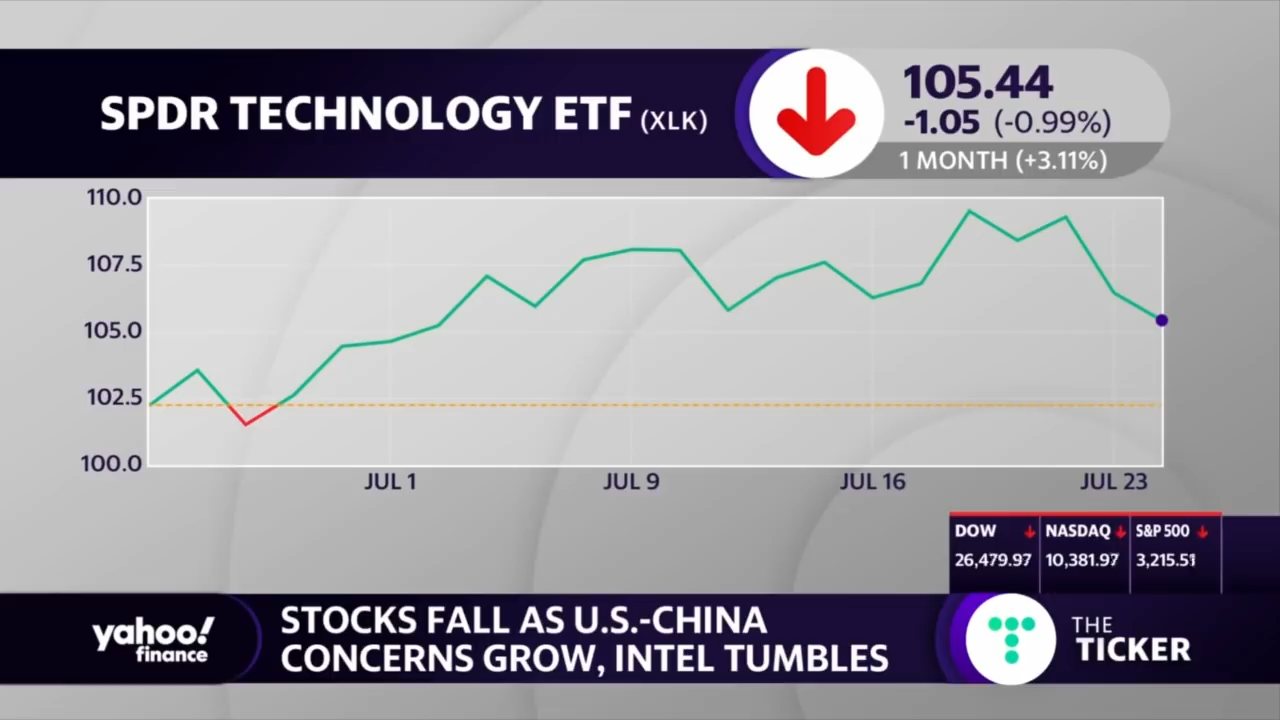 SPDR TECHNOLOGY ETF (XLK)
105.44
-1.05 (-0.99%)
1 MONTH (+3.11%)
110.0
107.5
105.0
102.5
100.0
JUL 1 JUL 9 JUL 16 JUL 23
DOW NASDAQ S&P 500
26,479.97 10,381.97 3,215.51
yahoo!
finance
STOCKS FALL AS U.S.-CHINA
CONCERNS GROW, INTEL TUMBLES
THE
TICKER